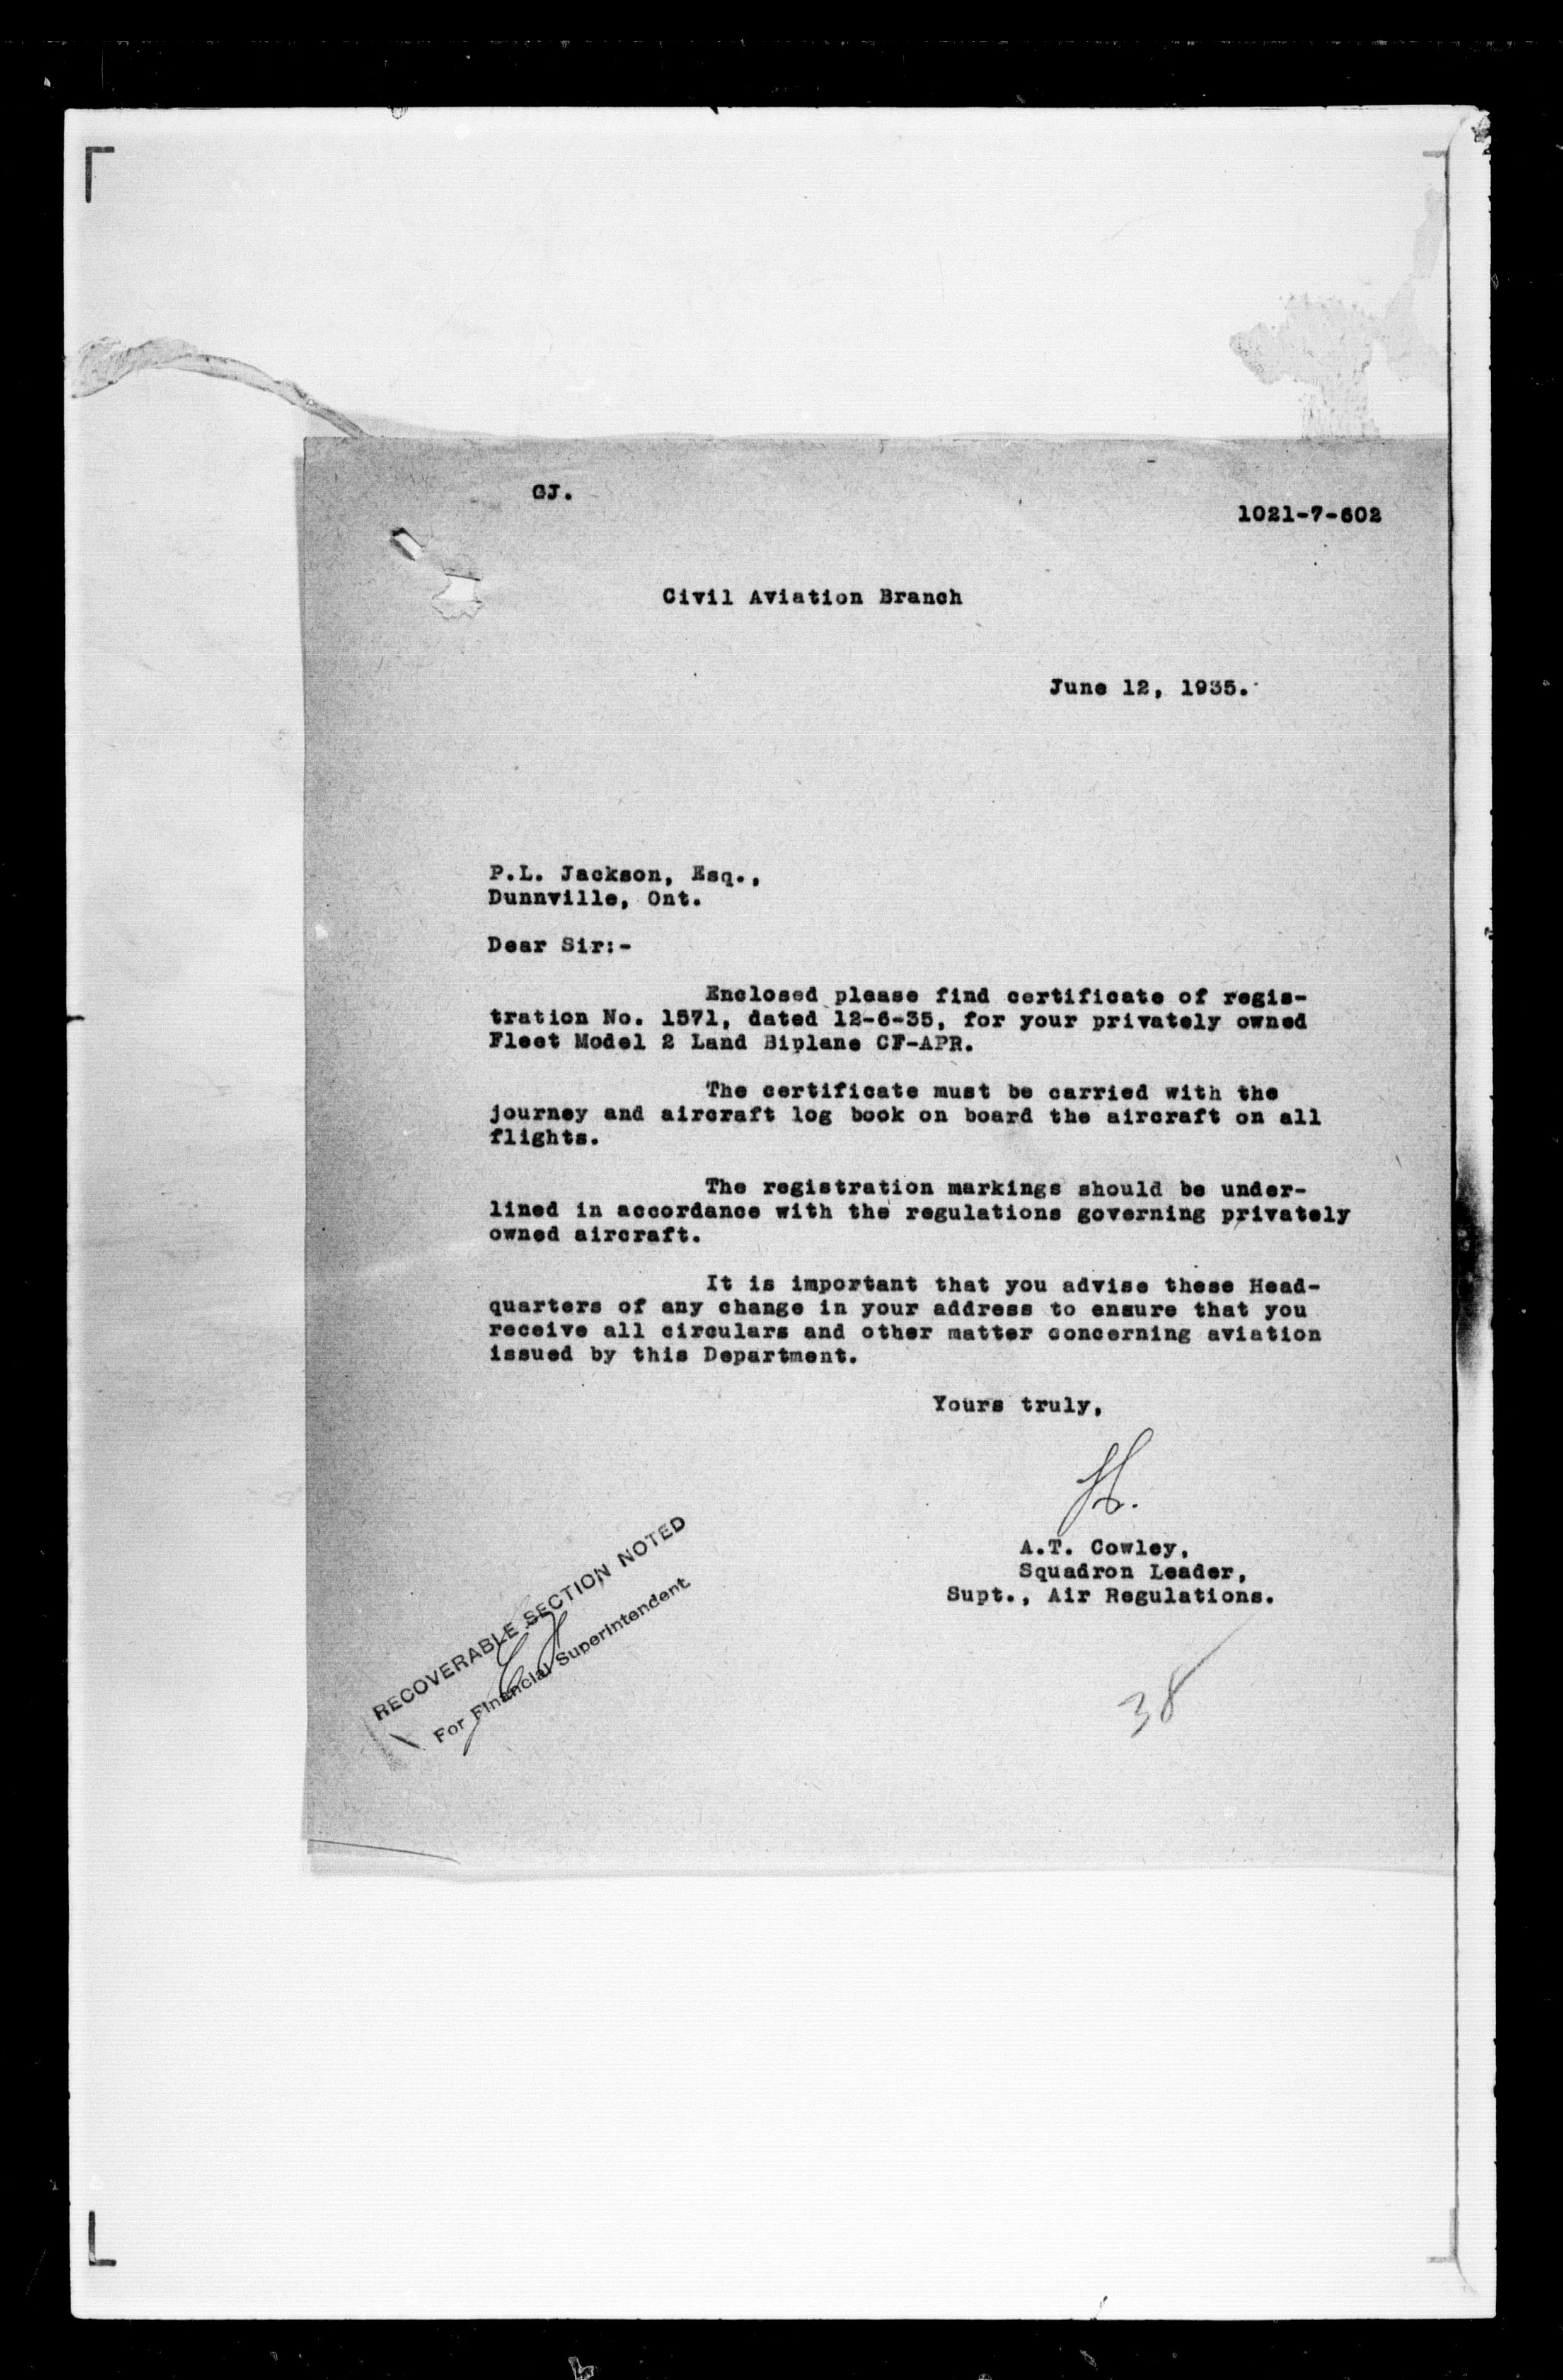 GJ.
1021-7-602
Civil Aviation Branch
June 12, 1935.
P.L. Jackson, Esq.,
Dunnville, Ont.
Dear Sir:-
Enclosed please find certificate of regis-
tration No. 1571, dated 12-6-35, for your privately owned
Fleet Model 2 Land Biplane CF-APR.
The certificate must be carried with the
journey and aircraft log book on board the aircraft on all
flights.
The registration markings should be under-
lined in accordance with the regulations governing privately
owned aircraft.
It is important that you advise these Head-
quarters of any change in your address to ensure that you
receive all circulars and other matter concerning aviation
issued by this Department.
Yours truly,
A.T. Cowley,
Squadron Leader,
Supt., Air Regulations.
RECOVERABLE SECTION NOTED
For Financial Superintendent
38